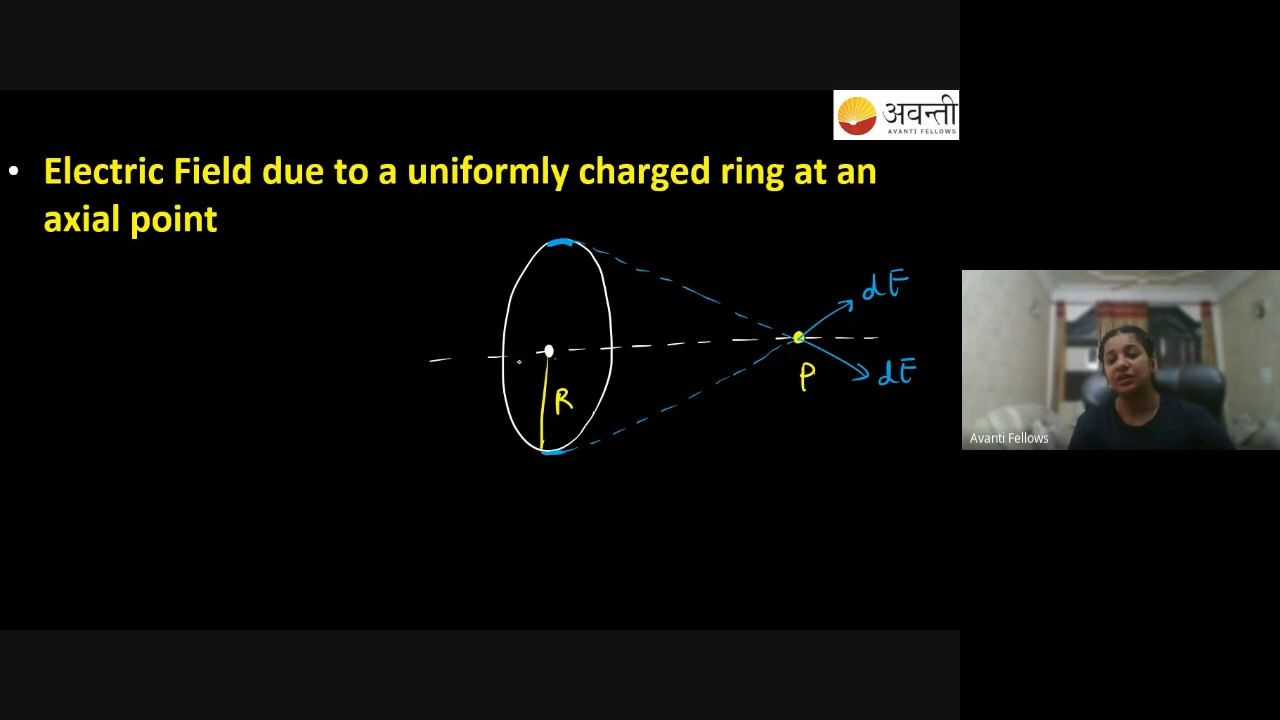 अवन्ती
AVANTI FELLOWS
• Electric Field due to a uniformly charged ring at an
axial point
dE
dE
P
R
Avanti Fellows